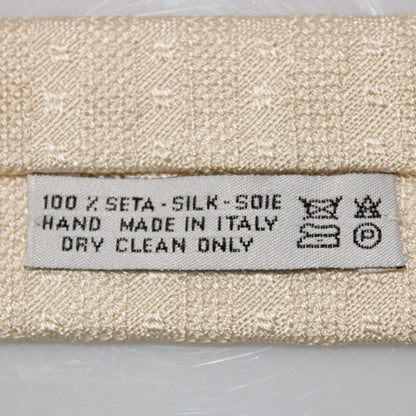 100 % SETA - SILK - SOIE
HAND MADE IN ITALY
DRY CLEAN ONLY
P